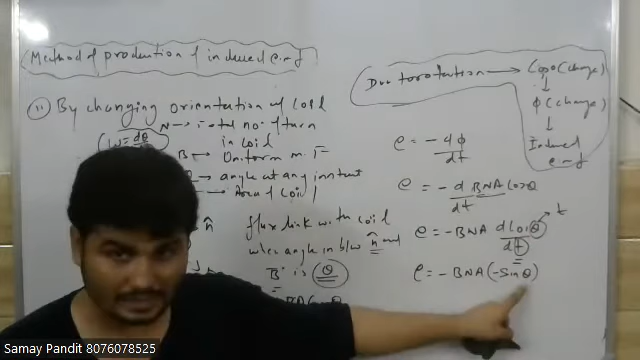 Method of production of induced e.m.f
Due to rotation → Cosθ (change)
↓
ϕ (change)
↓
Induced emf
(ii) By changing orientation of Coil
N → total no. of turn in coil
ω = dθ
B → Uniform m.F
→ angle at any instant
→ Area of Coil
n̂ flux link with coil
when angle in b/w n̂ and
B is θ
e = - dϕ/dt
e = - d/dt BNA Cosθ
e = - BNA d Cosθ/dt → t
e = - BNA (-Sinθ)
Samay Pandit 8076078525